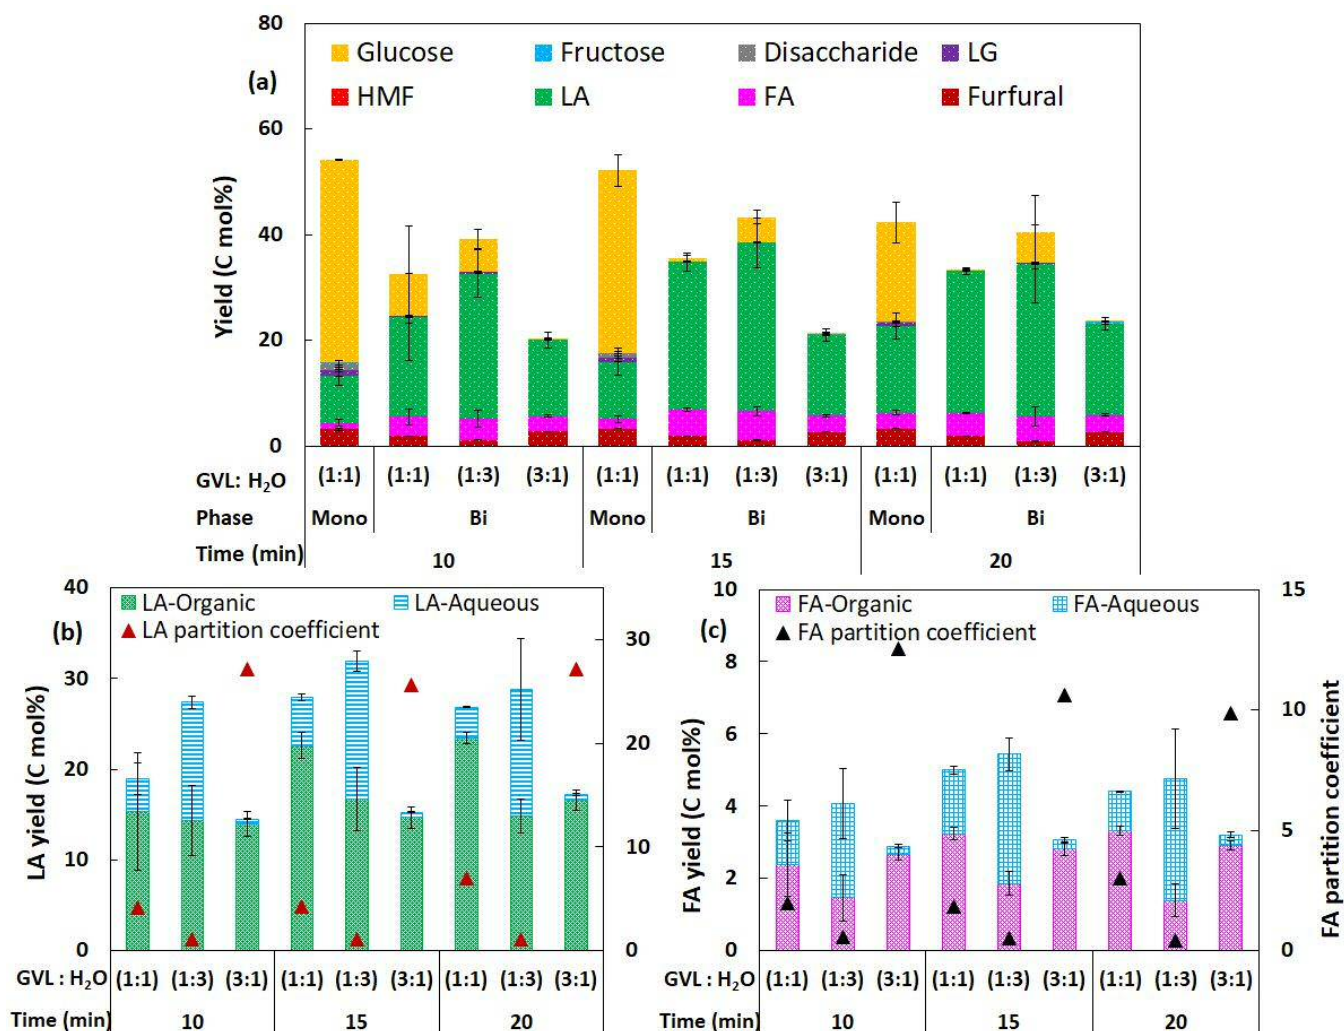 80
Glucose Fructose Disaccharide LG
(a)
HMF LA FA Furfural
60
Yield (C mol%)
40
20
0
GVL: H₂O (1:1) (1:1) (1:3) (3:1) (1:1) (1:1) (1:3) (3:1) (1:1) (1:1) (1:3) (3:1)
Phase Mono Bi Mono Bi Mono Bi
Time (min) 10 15 20
40
LA-Organic LA-Aqueous
(b)
LA partition coefficient
30
20
10
0
LA yield (C mol%)
30
20
10
0
GVL : H₂O (1:1) (1:3) (3:1) (1:1) (1:3) (3:1) (1:1) (1:3) (3:1)
Time (min) 10 15 20
10
FA-Organic FA-Aqueous
(c)
FA partition coefficient
8
6
4
2
0
FA yield (C mol%)
15
10
5
0
FA partition coefficient
GVL : H₂O (1:1) (1:3) (3:1) (1:1) (1:3) (3:1) (1:1) (1:3) (3:1)
Time (min) 10 15 20